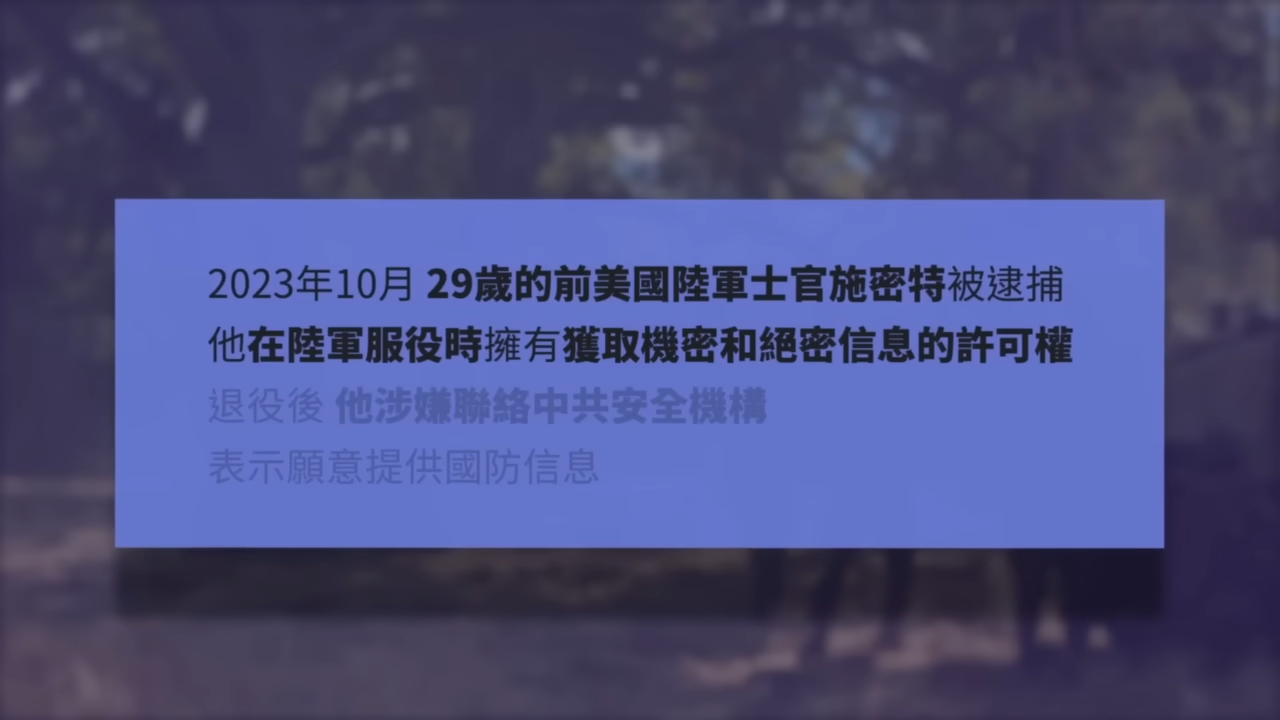 2023年10月 29歲的前美國陸軍士官施密特被逮捕
他在陸軍服役時擁有獲取機密和絕密信息的許可權
退役後 他涉嫌聯絡中共安全機構
表示願意提供國防信息